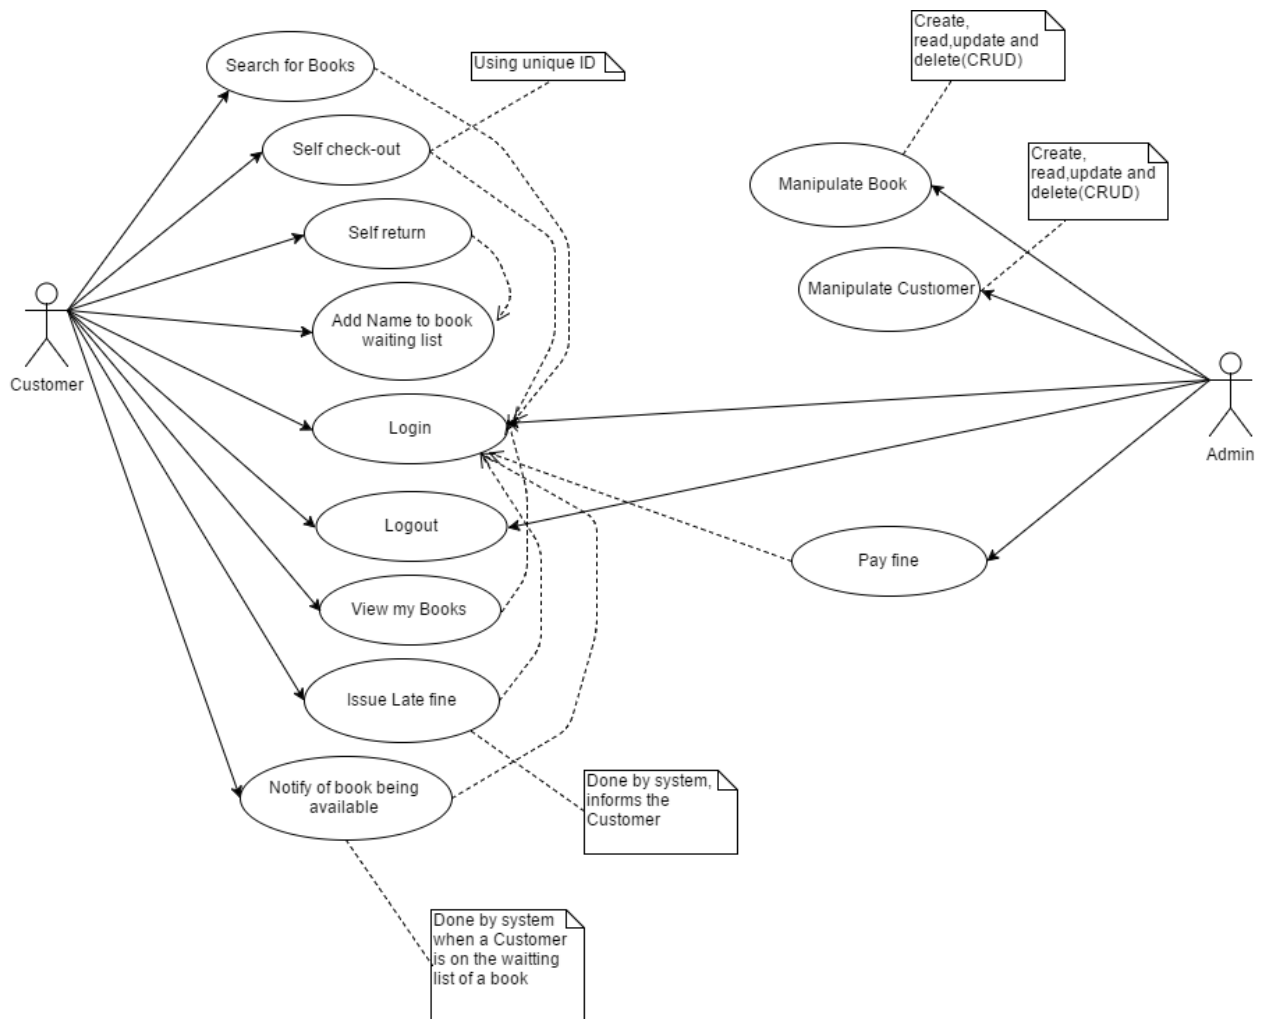 Create,
read,update and
delete(CRUD)
Search for Books
Using unique ID
Self check-out
Create,
read,update and
delete(CRUD)
Manipulate Book
Self return
Manipulate Customer
Add Name to book
waiting list
Customer
Login
Admin
Logout
Pay fine
View my Books
Issue Late fine
Notify of book being
available
Done by system,
informs the
Customer
Done by system
when a Customer
is on the waitting
list of a book